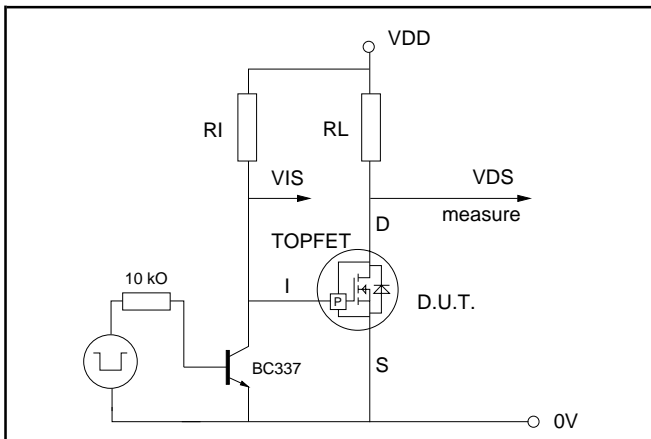 VDD
RI
RL
VIS
VDS
measure
D
TOPFET
10 kO
I
P
D.U.T.
BC337
S
0V